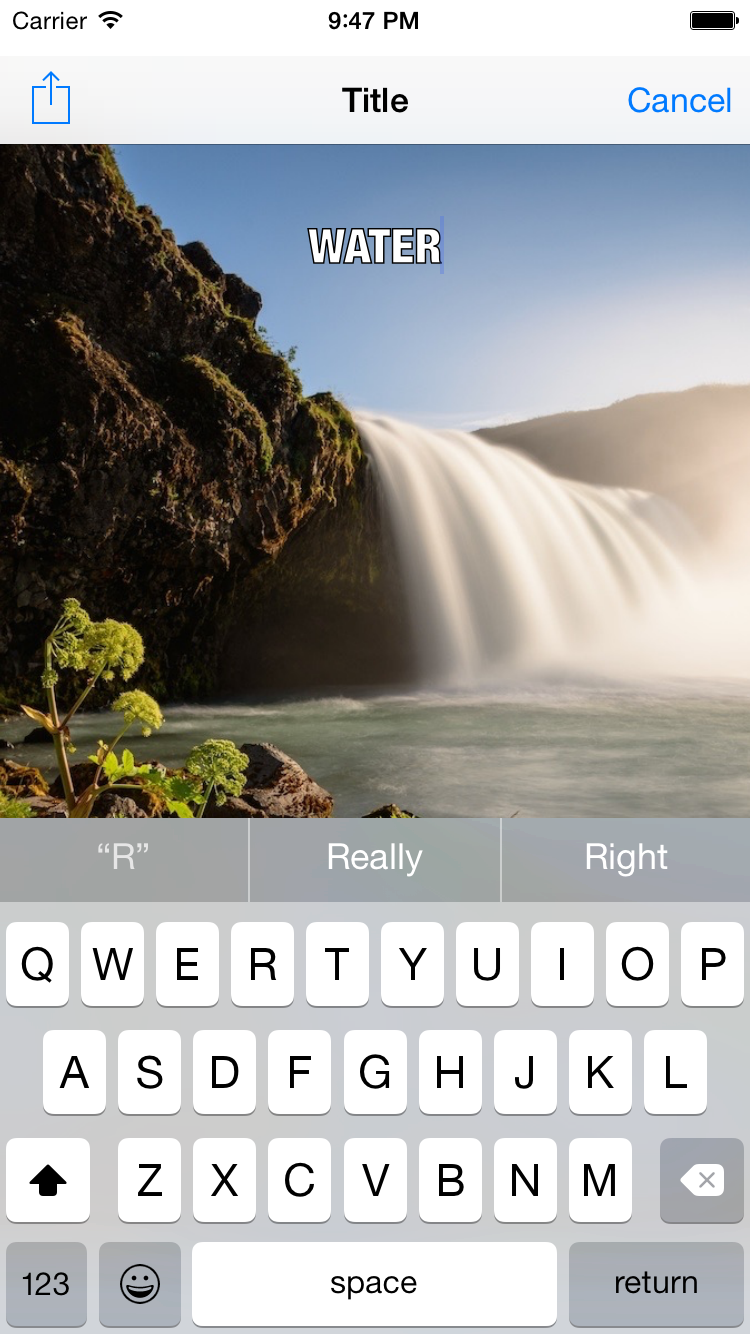 Carrier 9:47 PM
Title Cancel
WATER
“R” Really Right
Q W E R T Y U I O P
A S D F G H J K L
Z X C V B N M
123 space return